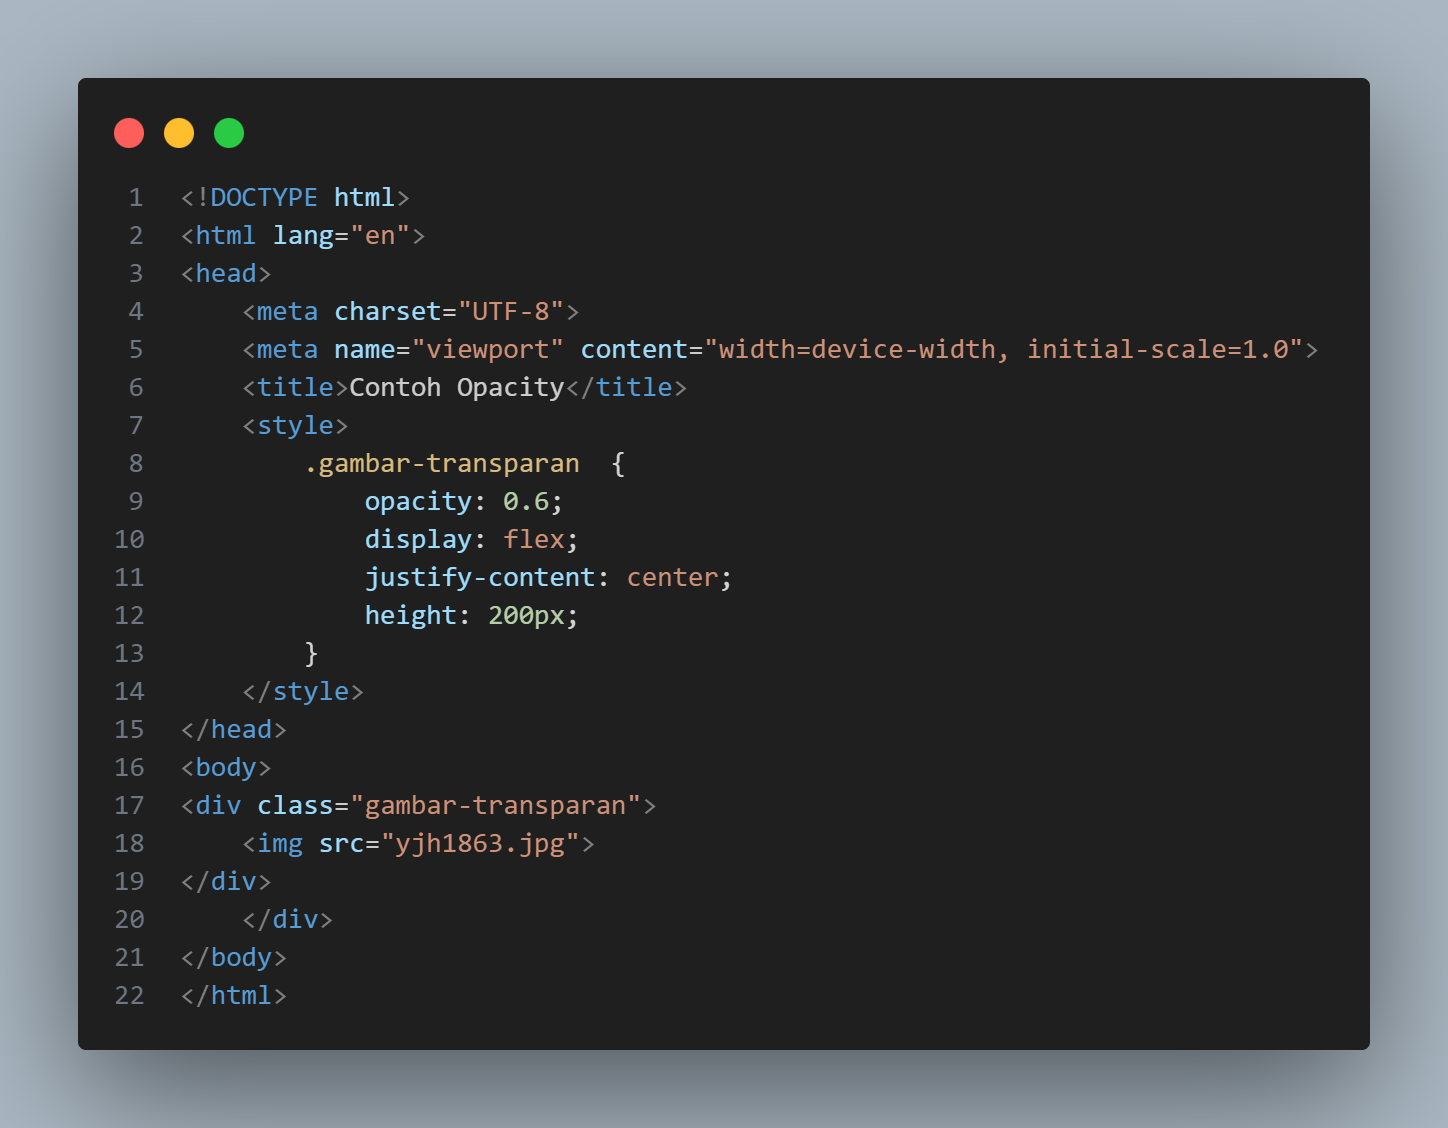 1 <!DOCTYPE html>
2 <html lang="en">
3 <head>
4     <meta charset="UTF-8">
5     <meta name="viewport" content="width=device-width, initial-scale=1.0">
6     <title>Contoh Opacity</title>
7     <style>
8         .gambar-transparan  {
9             opacity: 0.6;
10             display: flex;
11             justify-content: center;
12             height: 200px;
13         }
14     </style>
15 </head>
16 <body>
17 <div class="gambar-transparan">
18     <img src="yjh1863.jpg">
19 </div>
20     </div>
21 </body>
22 </html>